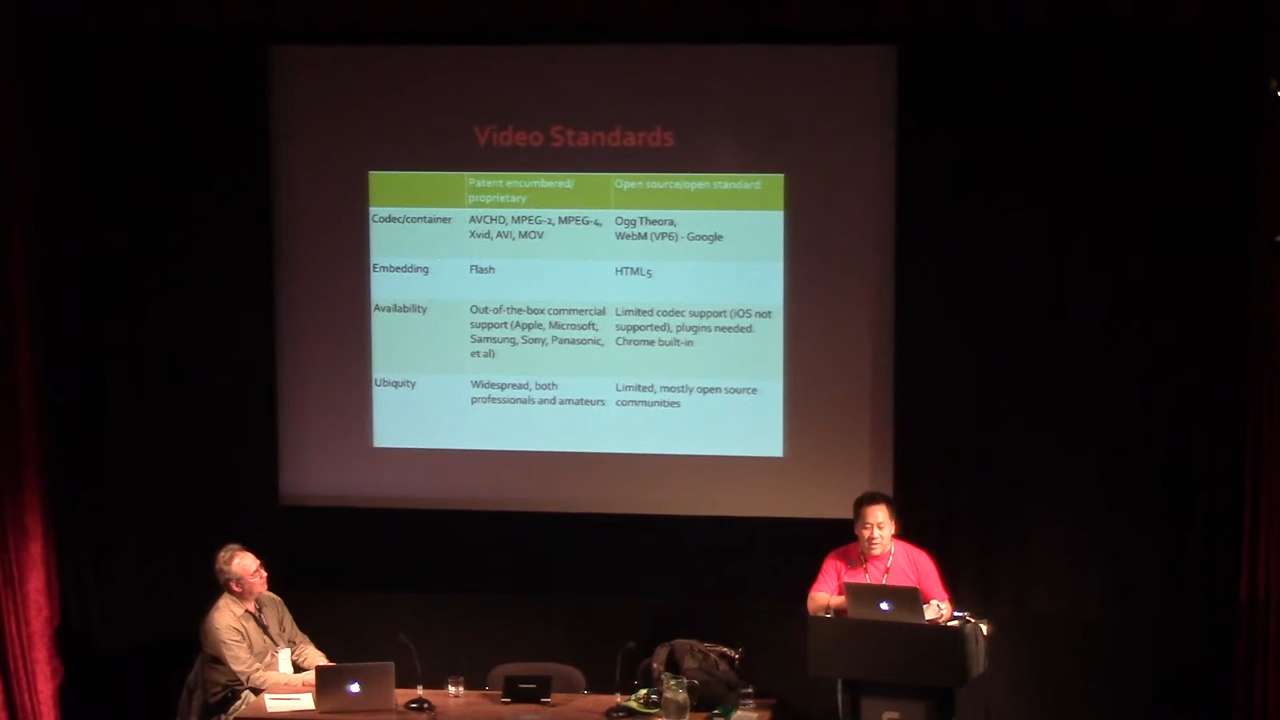 Video Standards
Patent encumbered/
proprietary
Open source/open standard
Codec/container
AVCHD, MPEG-2, MPEG-4,
Xvid, AVI, MOV
Ogg Theora,
WebM (VP6) - Google
Embedding
Flash
HTML5
Availability
Out-of-the-box commercial
support (Apple, Microsoft,
Samsung, Sony, Panasonic,
et al)
Limited codec support (iOS not
supported), plugins needed.
Chrome built-in
Ubiquity
Widespread, both
professionals and amateurs
Limited, mostly open source
communities